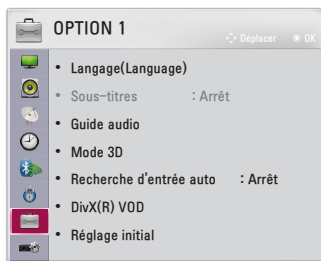 OPTION 1
Déplacer OK
• Langage(Language)
• Sous-titres : Arrêt
• Guide audio
• Mode 3D
• Recherche d'entrée auto : Arrêt
• DivX(R) VOD
• Réglage initial